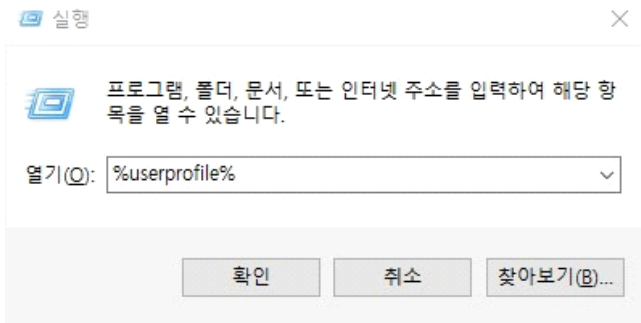 실행
프로그램, 폴더, 문서, 또는 인터넷 주소를 입력하여 해당 항
목을 열 수 있습니다.
열기(O): %userprofile%
확인 취소 찾아보기(B)...